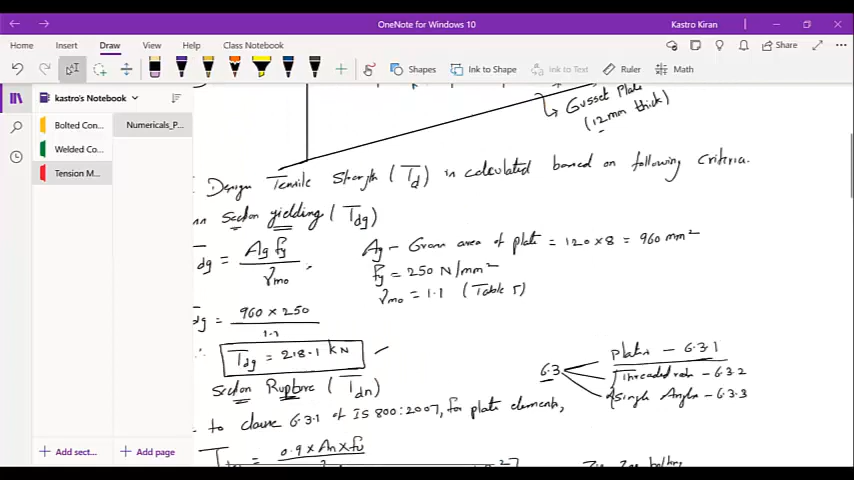 OneNote for Windows 10
Kastro Kiran
Home Insert Draw View Help Class Notebook
Share
Shapes
Ink to Shape
Ink to Text
Ruler
Math
kastro's Notebook
Bolted Con...
Numericals_P...
Welded Co...
Tension M...
Gusset Plate
(12mm thick)
Design Tensile Strength (Td) is calculated based on following criteria.
Section yielding (Tdg)
dg = Ag fy / γmo
Ag – Gross area of plate = 120 x 8 = 960 mm²
fy = 250 N/mm²
γmo = 1.1 (Table 5)
dg = 960 x 250 / 1.1
∴ Tdg = 218.1 kN
6.3
Plates – 6.3.1
Threaded rods – 6.3.2
Single Angles – 6.3.3
Section Rupture (Tdn)
to clause 6.3.1 of IS 800:2007, for plate elements,
= 0.9 x An x fu
Zig Zag bolting
Add sect...
Add page